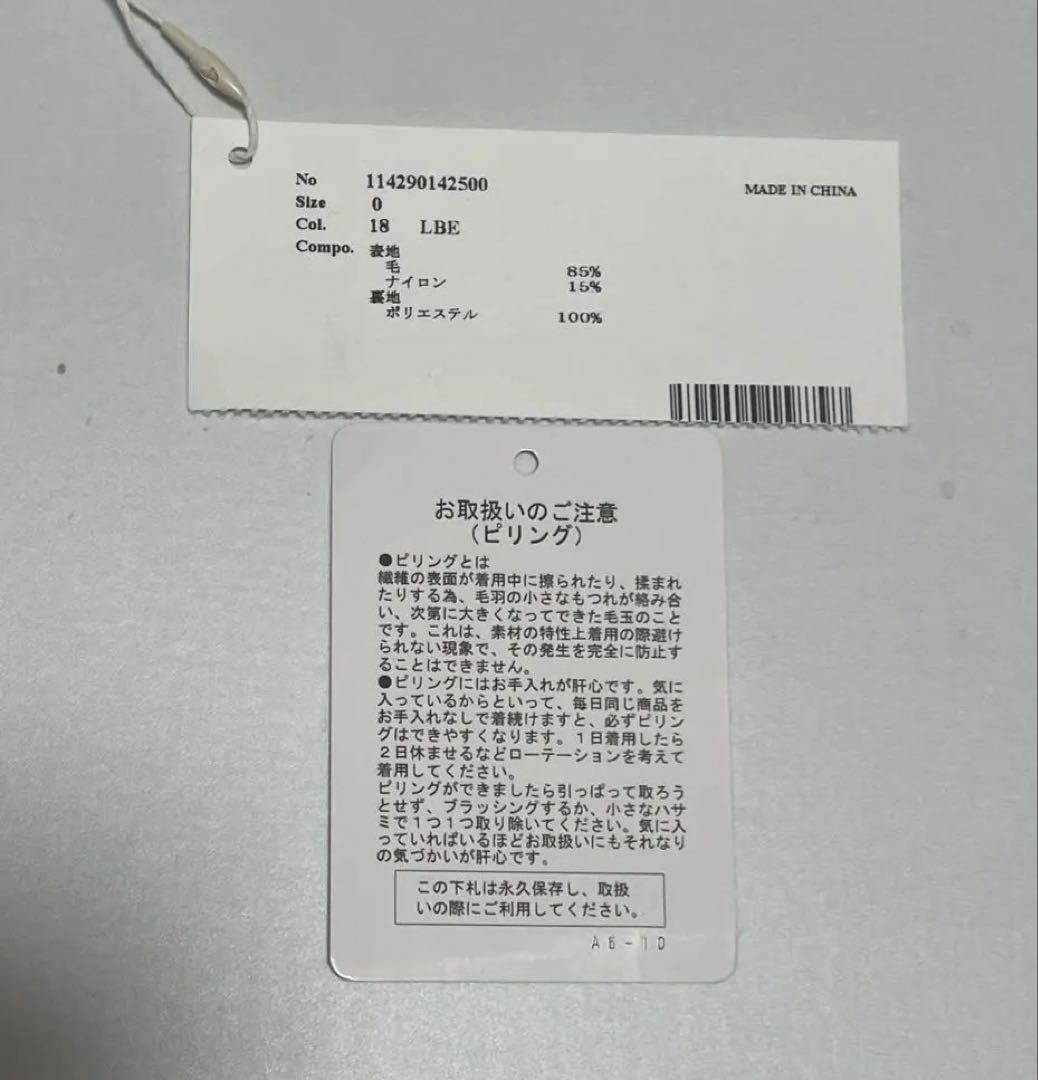 No 114290142500
MADE IN CHINA
Size 0
Col. 18 LBE
Compo. 表地
毛 85%
ナイロン 15%
裏地
ポリエステル 100%
お取扱いのご注意
(ピリング)
●ピリングとは
繊維の表面が着用中に擦られたり、揉まれ
たりする為、毛羽の小さなもつれが絡み合
い、次第に大きくなってできた毛玉のこと
です。これは、素材の特性上着用の際避け
られない現象で、その発生を完全に防止す
ることはできません。
●ピリングにはお手入れが肝心です。気に
入っているからといって、毎日同じ商品を
お手入れなしで着続けますと、必ずピリン
グはできやすくなります。1日着用したら
2日休ませるなどローテーションを考えて
着用してください。
ピリングができましたら引っぱって取ろう
とせず、ブラッシングするか、小さなハサ
ミで1つ1つ取り除いてください。気に入
っていればいるほどお取扱いにもそれなり
の気づかいが肝心です。
この下札は永久保存し、取扱
いの際にご利用してください。
A6-1D